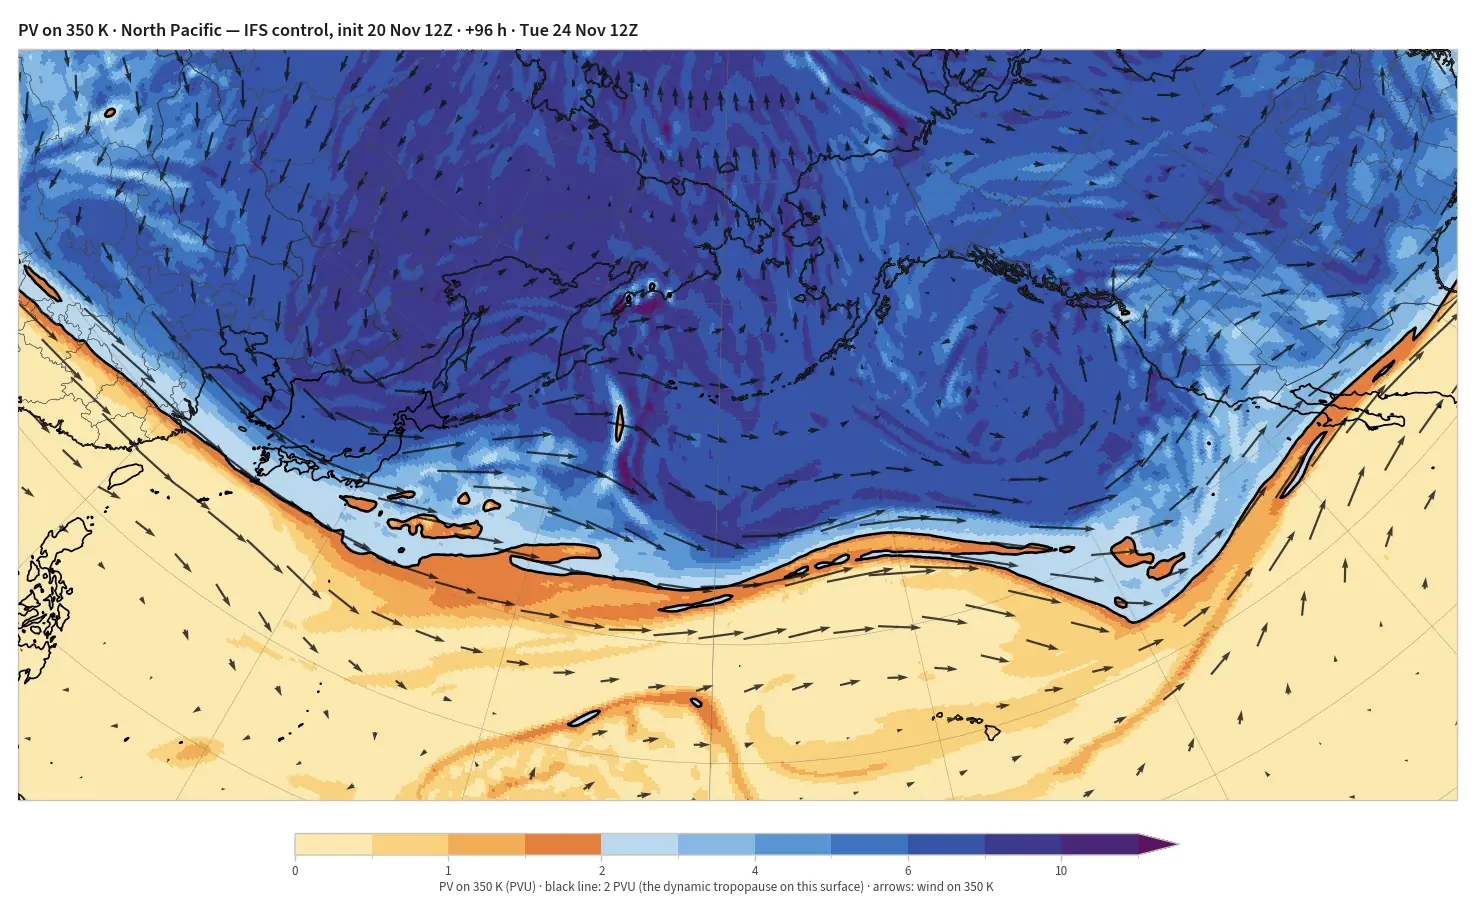 PV on 350 K · North Pacific — IFS control, init 20 Nov 12Z · +96 h · Tue 24 Nov 12Z
0 1 2 4 6 10
PV on 350 K (PVU) · black line: 2 PVU (the dynamic tropopause on this surface) · arrows: wind on 350 K